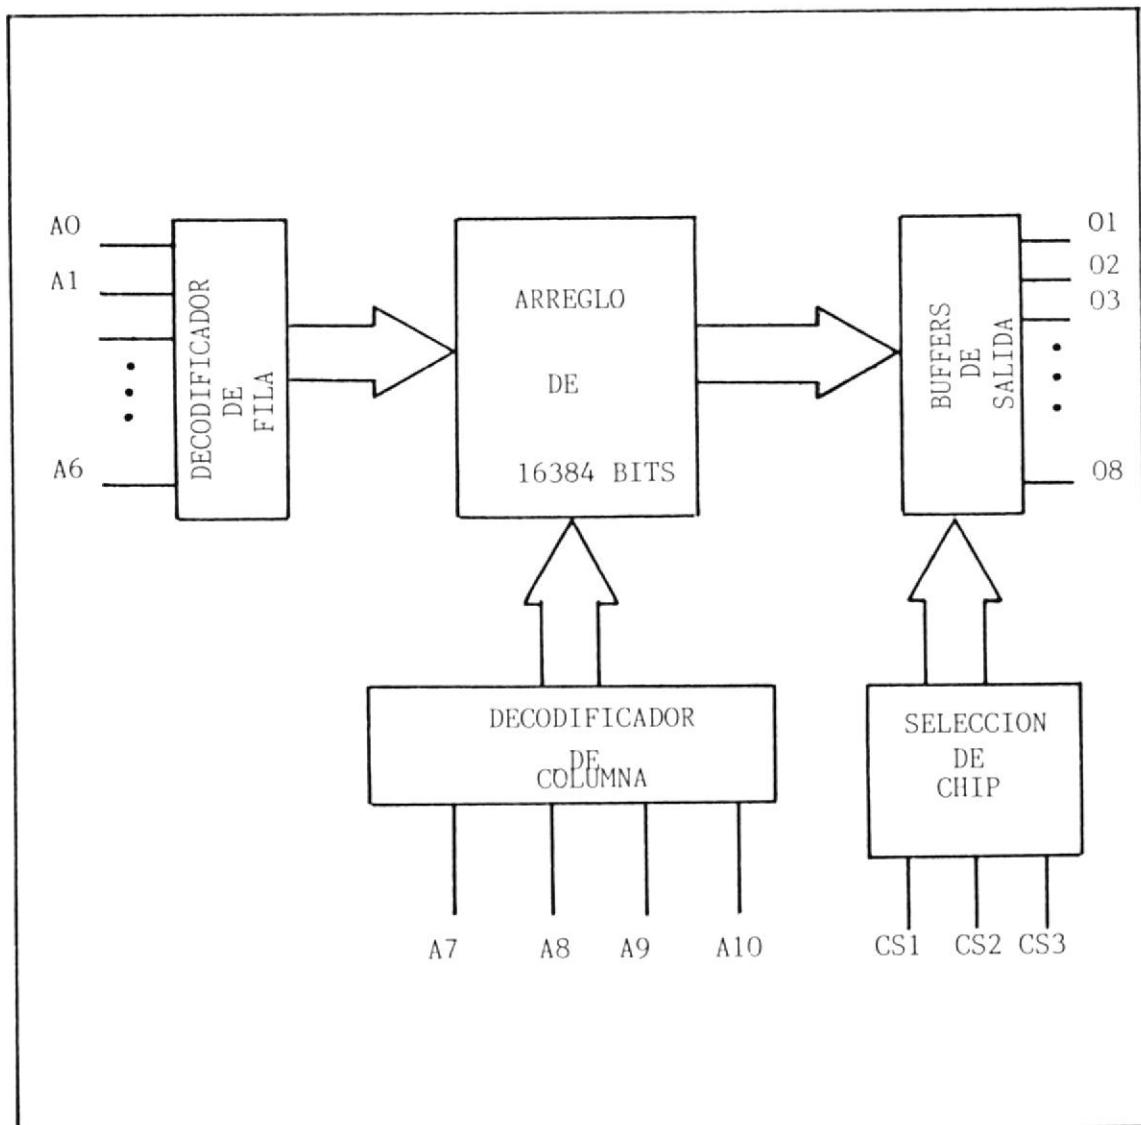 A0
A1
A6
DECODIFICADOR
DE
FILA
ARREGLO
DE
16384 BITS
BUFFERS
DE
SALIDA
O1
O2
O3
O8
DECODIFICADOR
DE
COLUMNA
A7 A8 A9 A10
SELECCION
DE
CHIP
CS1 CS2 CS3